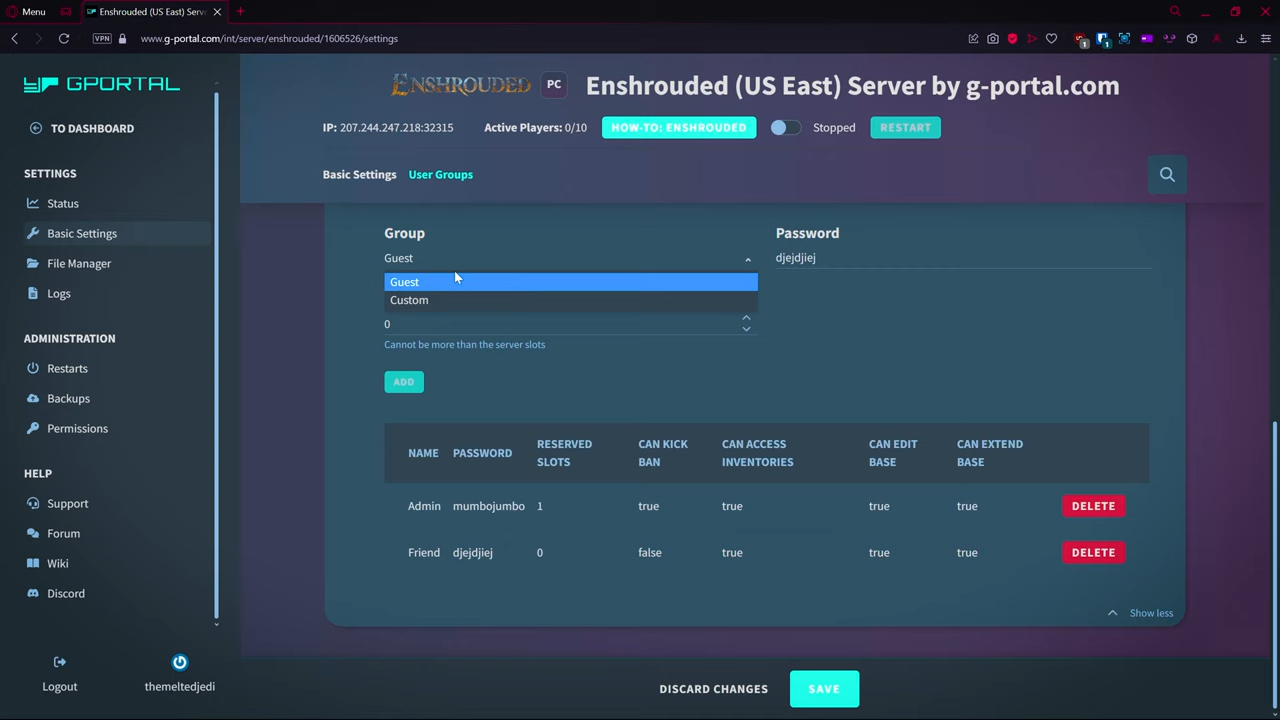 Menu
Enshrouded (US East) Serve
VPN
www.g-portal.com/int/server/enshrouded/1606526/settings
1
1
GPORTAL
ENSHROUDED
PC
Enshrouded (US East) Server by g-portal.com
TO DASHBOARD
IP: 207.244.247.218:32315
Active Players: 0/10
HOW-TO: ENSHROUDED
Stopped
RESTART
SETTINGS
Status
Basic Settings
File Manager
Logs
ADMINISTRATION
Restarts
Backups
Permissions
HELP
Support
Forum
Wiki
Discord
Logout
themeltedjedi
Basic Settings
User Groups
Group
Password
Guest
djejdjiej
Guest
Custom
0
Cannot be more than the server slots
ADD
NAME
PASSWORD
RESERVED
SLOTS
CAN KICK
BAN
CAN ACCESS
INVENTORIES
CAN EDIT
BASE
CAN EXTEND
BASE
Admin
mumbojumbo
1
true
true
true
true
DELETE
Friend
djejdjiej
0
false
true
true
true
DELETE
Show less
DISCARD CHANGES
SAVE